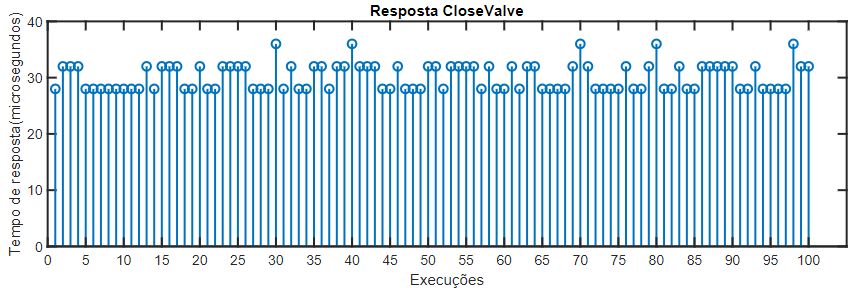 Resposta CloseValve
Tempo de resposta(microsegundos)
40
30
20
10
0
0 5 10 15 20 25 30 35 40 45 50 55 60 65 70 75 80 85 90 95 100
Execuções